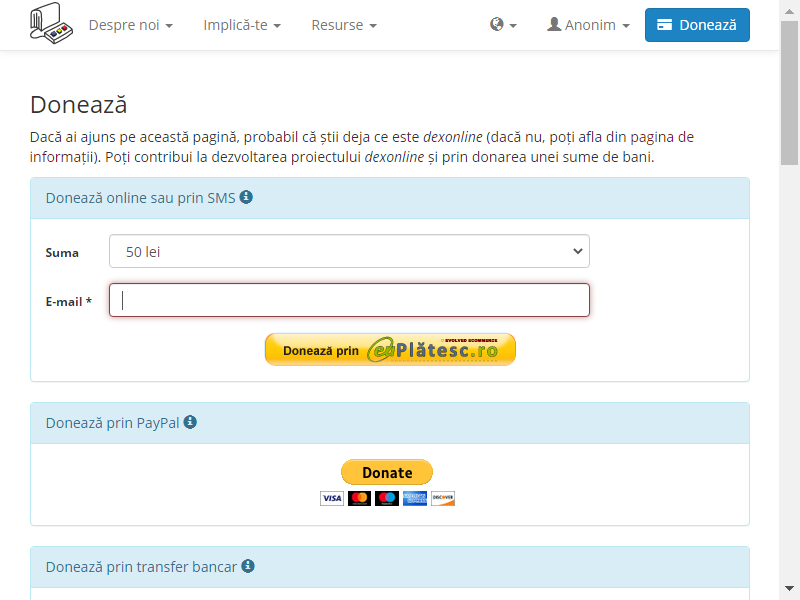 Despre noi Implică-te Resurse Anonim Donează
Donează
Dacă ai ajuns pe această pagină, probabil că știi deja ce este dexonline (dacă nu, poți afla din pagina de
informații). Poți contribui la dezvoltarea proiectului dexonline și prin donarea unei sume de bani.
Donează online sau prin SMS
Suma 50 lei
E-mail *
EVOLVED ECOMMERCE
Donează prin euPlătesc.ro
Donează prin PayPal
Donate
VISA DISCOVER
Donează prin transfer bancar